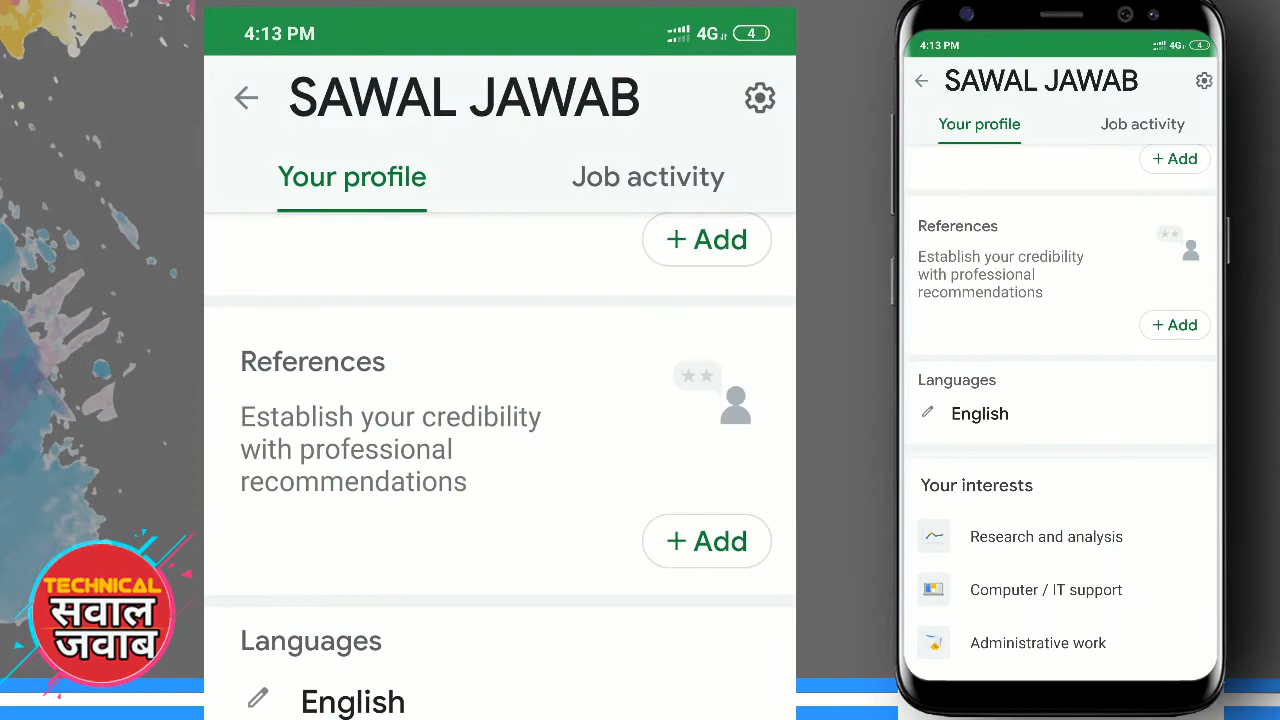 4:13 PM
4G
4
SAWAL JAWAB
Your profile
Job activity
+ Add
References
Establish your credibility
with professional
recommendations
+ Add
Languages
English
TECHNICAL
सवाल
जवाब
4:13 PM
4G
4
SAWAL JAWAB
Your profile
Job activity
+ Add
References
Establish your credibility
with professional
recommendations
+ Add
Languages
English
Your interests
Research and analysis
Computer / IT support
Administrative work